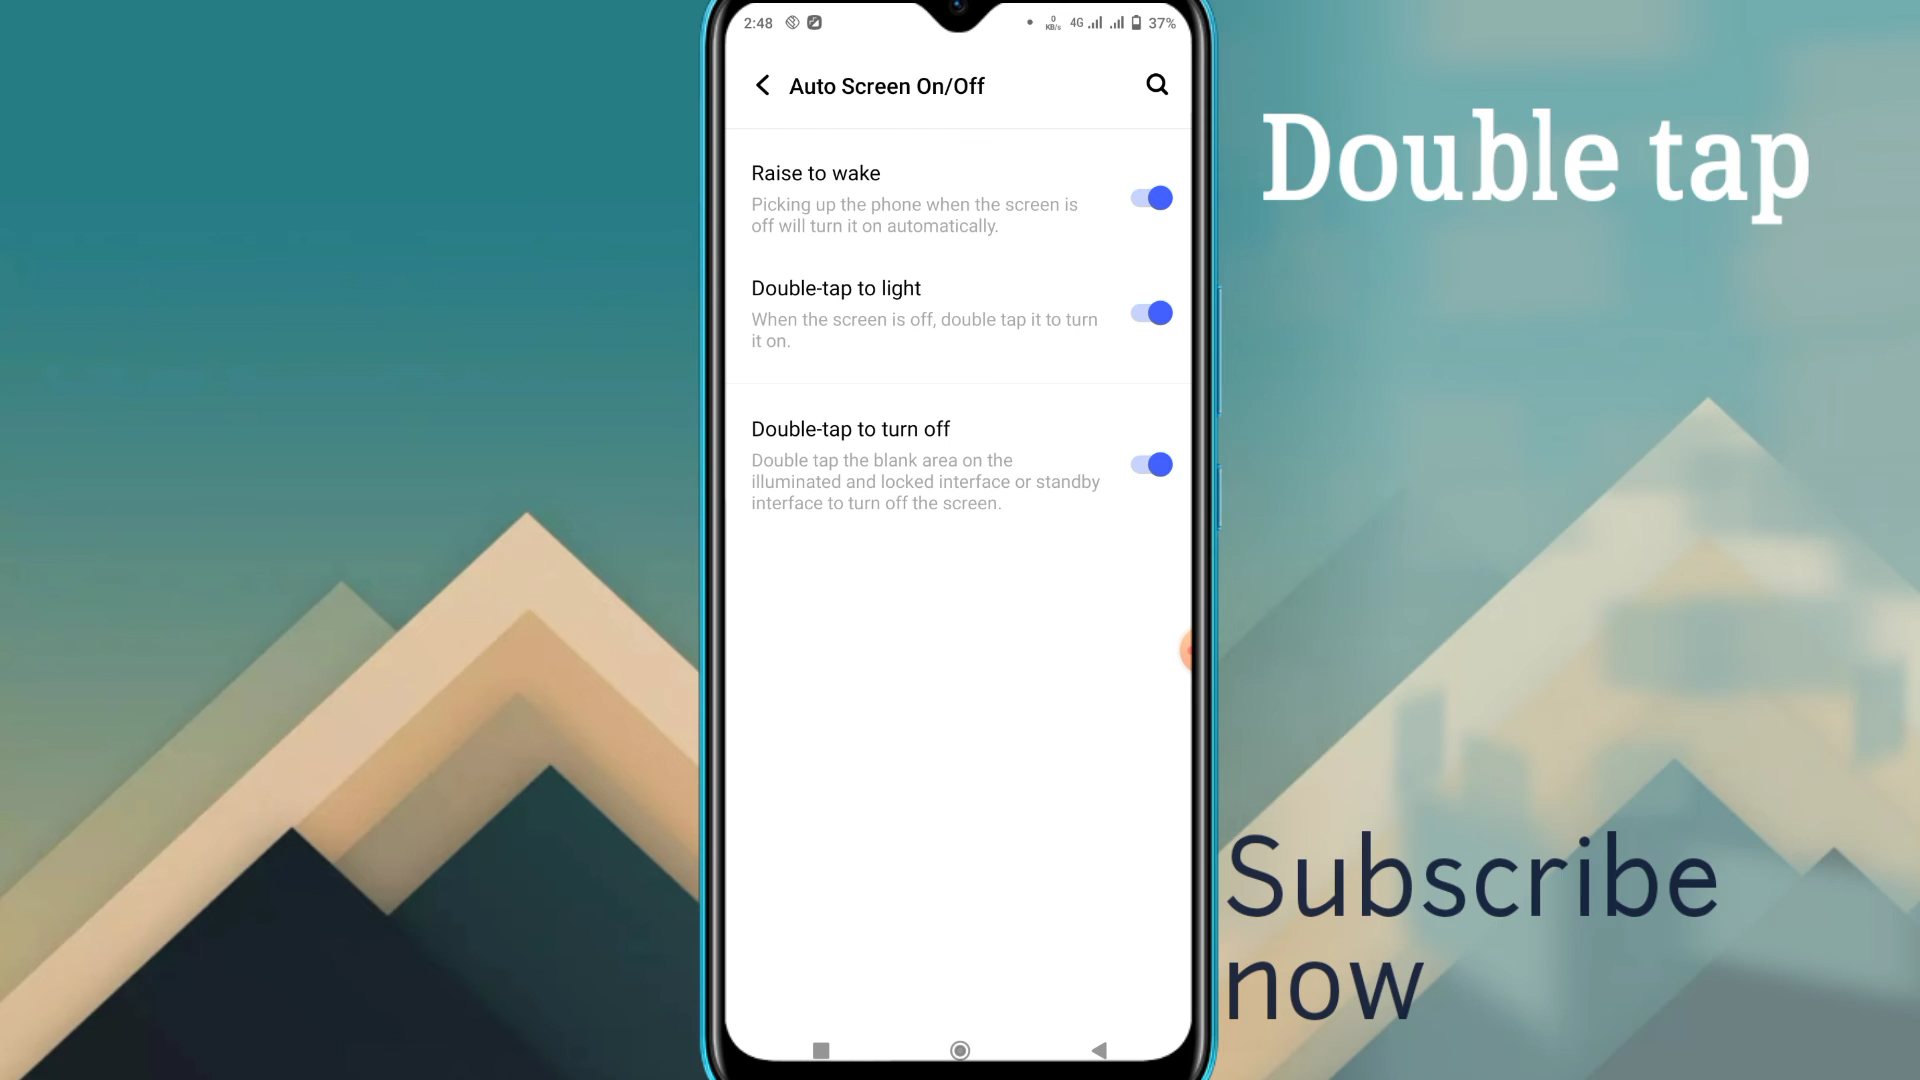 2:48
0
KB/s
4G
37%
Auto Screen On/Off
Raise to wake
Picking up the phone when the screen is
off will turn it on automatically.
Double-tap to light
When the screen is off, double tap it to turn
it on.
Double-tap to turn off
Double tap the blank area on the
illuminated and locked interface or standby
interface to turn off the screen.
Double tap
Subscribe
now